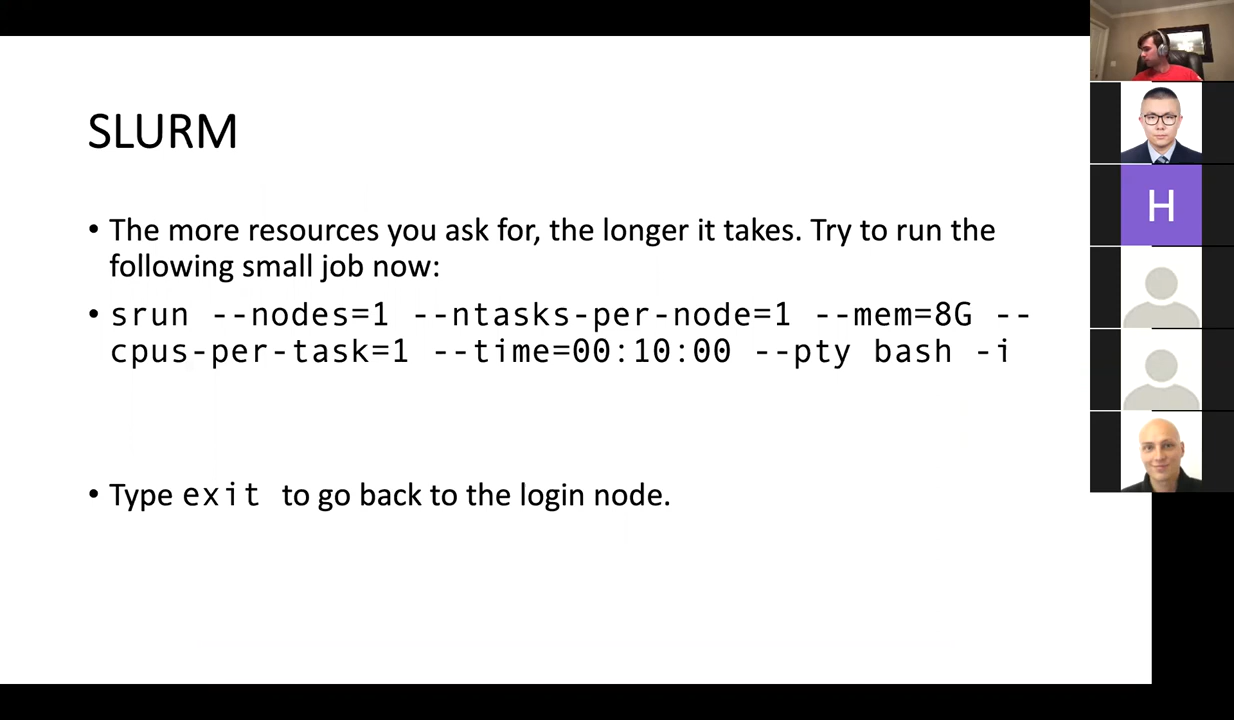 SLURM
• The more resources you ask for, the longer it takes. Try to run the
following small job now:
• srun --nodes=1 --ntasks-per-node=1 --mem=8G --
cpus-per-task=1 --time=00:10:00 --pty bash -i
• Type exit to go back to the login node.
H